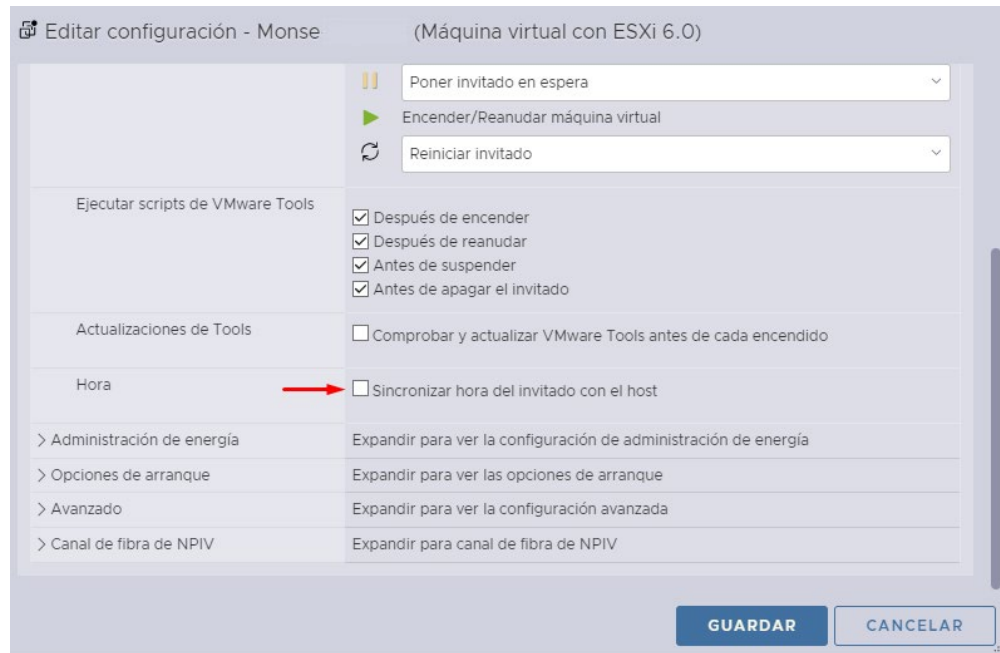 Editar configuración - Monse (Máquina virtual con ESXi 6.0)
Poner invitado en espera
Encender/Reanudar máquina virtual
Reiniciar invitado
Ejecutar scripts de VMware Tools
Después de encender
Después de reanudar
Antes de suspender
Antes de apagar el invitado
Actualizaciones de Tools
Comprobar y actualizar VMware Tools antes de cada encendido
Hora
Sincronizar hora del invitado con el host
> Administración de energía
Expandir para ver la configuración de administración de energía
> Opciones de arranque
Expandir para ver las opciones de arranque
> Avanzado
Expandir para ver la configuración avanzada
> Canal de fibra de NPIV
Expandir para canal de fibra de NPIV
GUARDAR
CANCELAR